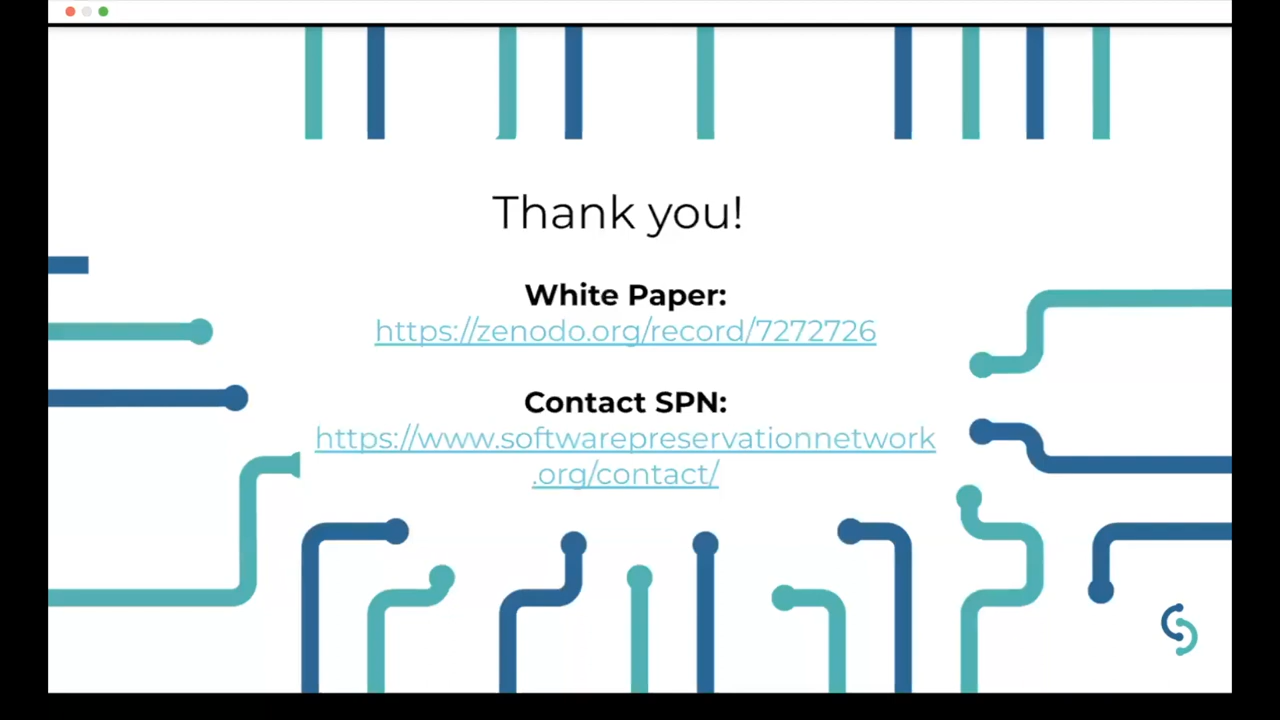 Thank you!
White Paper:
https://zenodo.org/record/7272726
Contact SPN:
https://www.softwarepreservationnetwork
.org/contact/